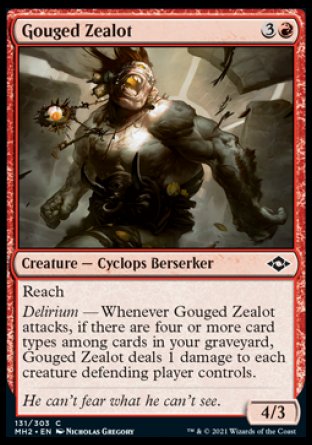 Gouged Zealot 3
Creature — Cyclops Berserker
Reach
Delirium — Whenever Gouged Zealot
attacks, if there are four or more card
types among cards in your graveyard,
Gouged Zealot deals 1 damage to each
creature defending player controls.
He can't fear what he can't see.
4/3
131/303 C
MH2 • EN NICHOLAS GREGORY ™ & © 2021 Wizards of the Coast